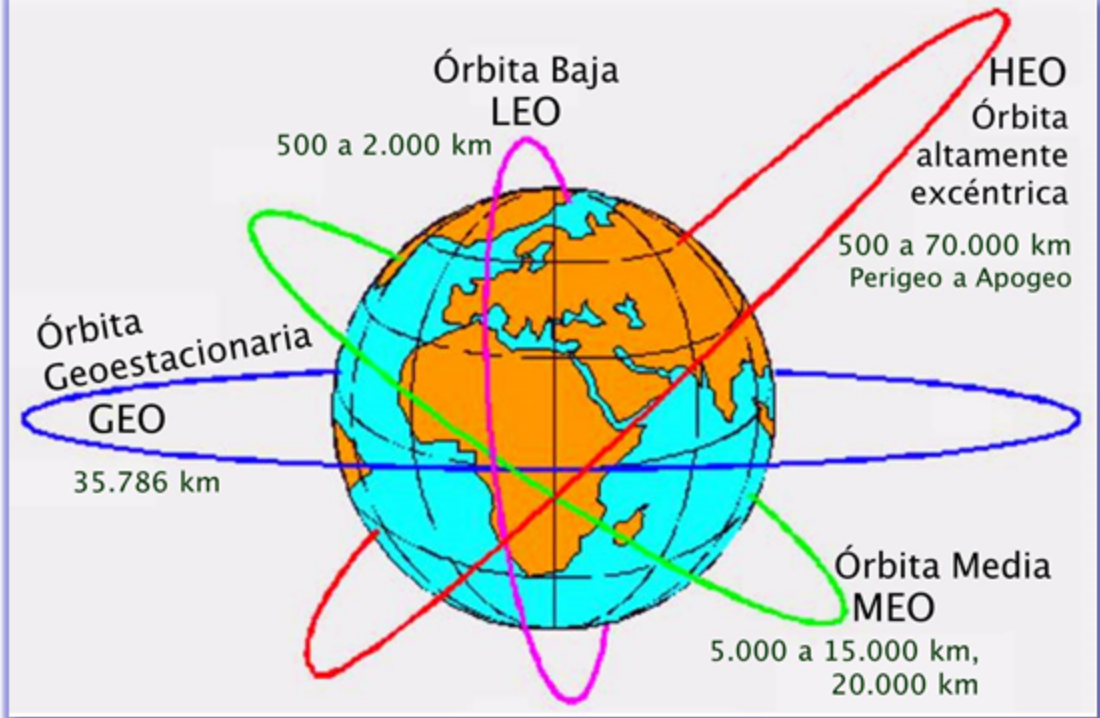 Órbita Baja
LEO
500 a 2.000 km
HEO
Órbita
altamente
excéntrica
500 a 70.000 km
Perigeo a Apogeo
Órbita
Geoestacionaria
GEO
35.786 km
Órbita Media
MEO
5.000 a 15.000 km,
20.000 km